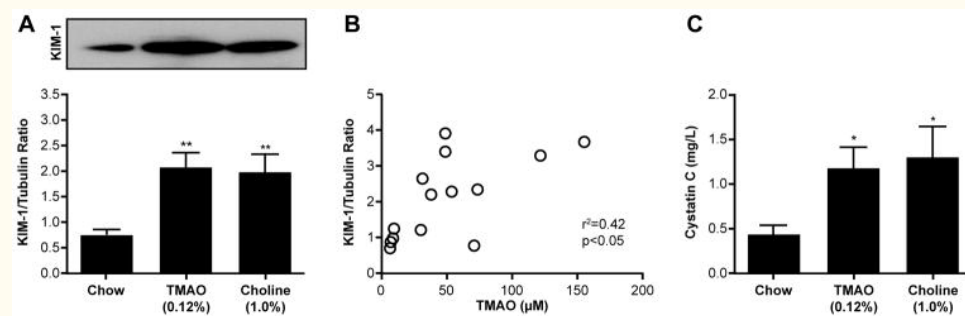 A
KIM-1
KIM-1/Tubulin Ratio
3.5
3.0
2.5
2.0
1.5
1.0
0.5
0.0
**
**
Chow
TMAO
(0.12%)
Choline
(1.0%)
B
KIM-1/Tubulin Ratio
5
4
3
2
1
0
r²=0.42
p<0.05
0
50
100
150
200
TMAO (µM)
C
Cystatin C (mg/L)
2.0
1.5
1.0
0.5
0.0
*
*
Chow
TMAO
(0.12%)
Choline
(1.0%)